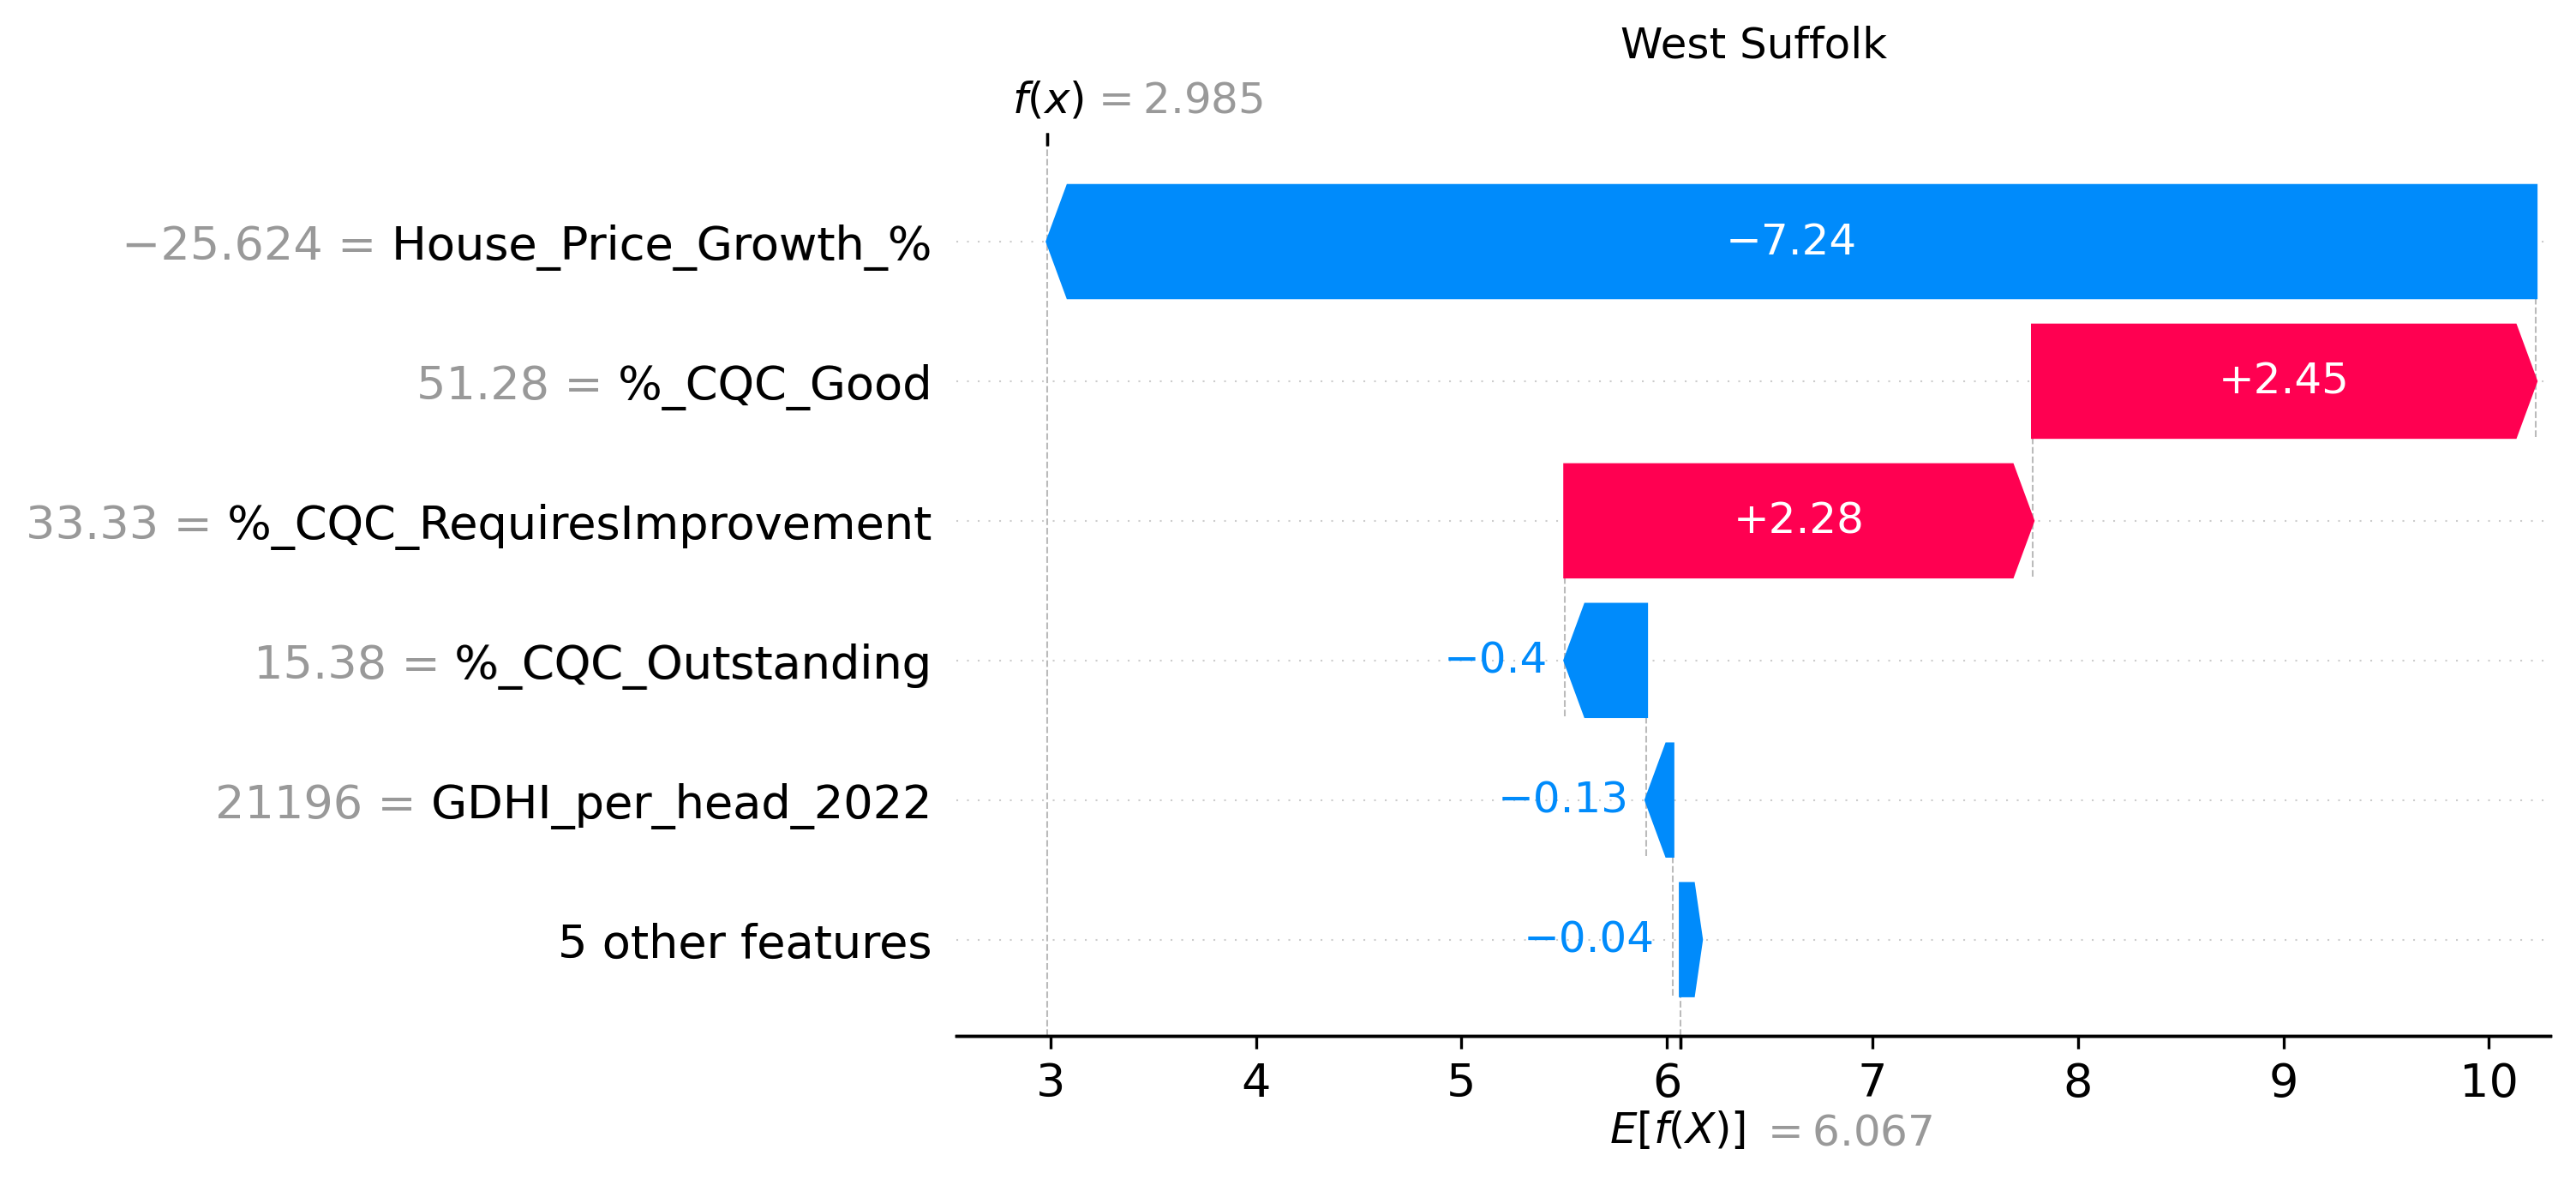 West Suffolk
f(x) = 2.985
−25.624 = House_Price_Growth_%
−7.24
51.28 = %_CQC_Good
+2.45
33.33 = %_CQC_RequiresImprovement
+2.28
15.38 = %_CQC_Outstanding
−0.4
21196 = GDHI_per_head_2022
−0.13
5 other features
−0.04
3 4 5 6 7 8 9 10
E[f(X)] = 6.067